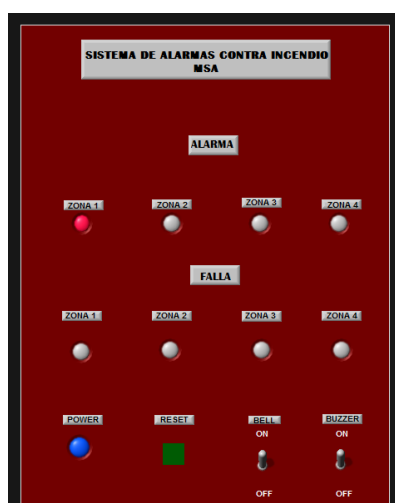 SISTEMA DE ALARMAS CONTRA INCENDIO
MSA
ALARMA
ZONA 1 ZONA 2 ZONA 3 ZONA 4
FALLA
ZONA 1 ZONA 2 ZONA 3 ZONA 4
POWER RESET BELL BUZZER
ON ON
OFF OFF